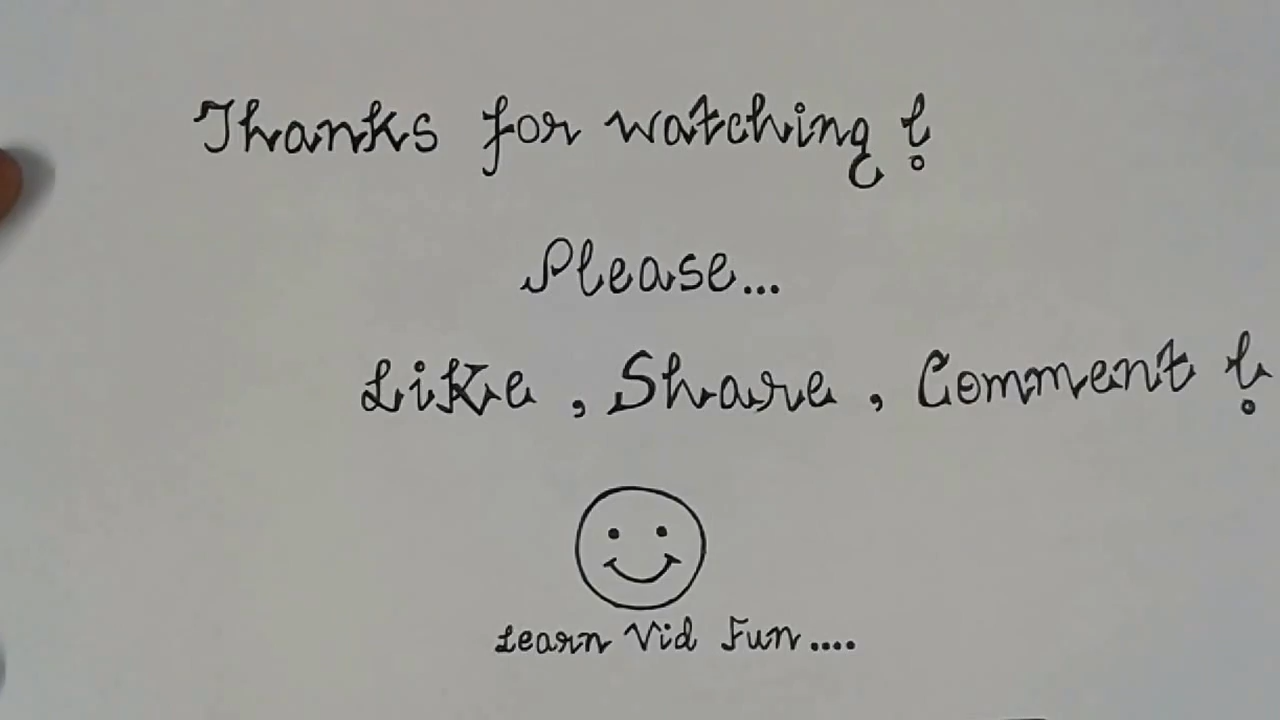 Thanks for watching !
Please...
Like , Share , Comment !
Learn Vid Fun....